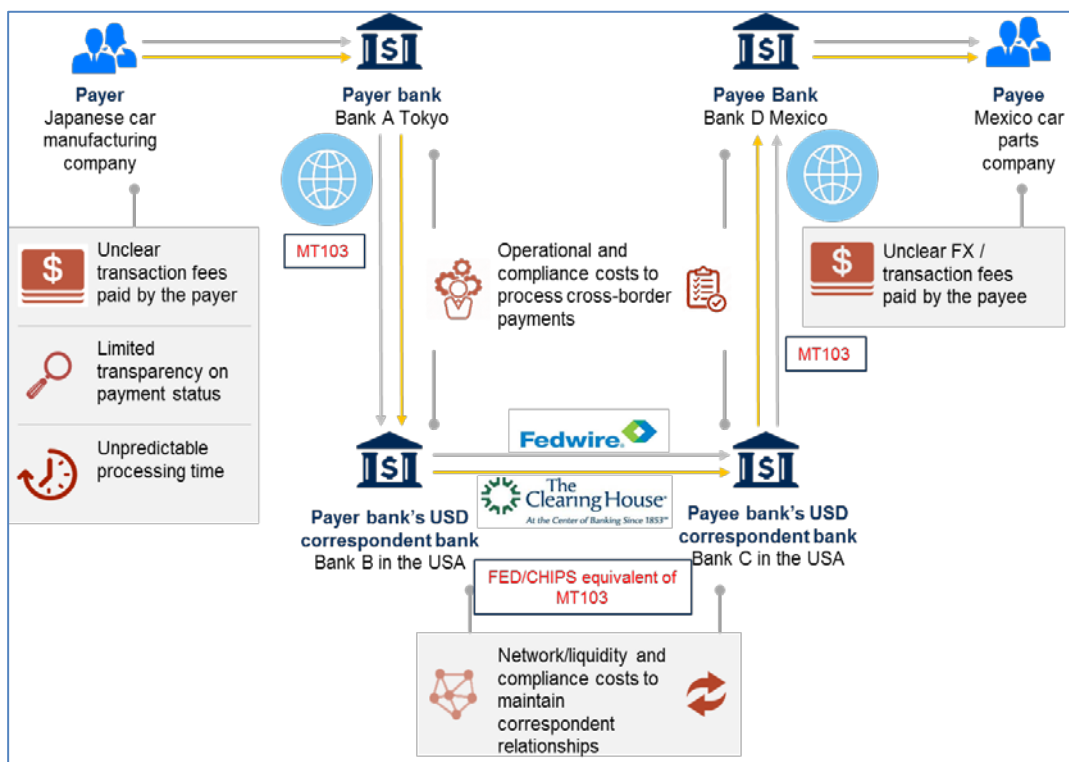 Payer
Japanese car
manufacturing
company
Payer bank
Bank A Tokyo
Payee Bank
Bank D Mexico
Payee
Mexico car
parts
company
MT103
Unclear
transaction fees
paid by the payer
Limited
transparency on
payment status
Unpredictable
processing time
Operational and
compliance costs to
process cross-border
payments
Unclear FX /
transaction fees
paid by the payee
MT103
Fedwire®
The
Clearing House®
At the Center of Banking Since 1853℠
Payer bank's USD
correspondent bank
Bank B in the USA
Payee bank's USD
correspondent bank
Bank C in the USA
FED/CHIPS equivalent of
MT103
Network/liquidity and
compliance costs to
maintain
correspondent
relationships